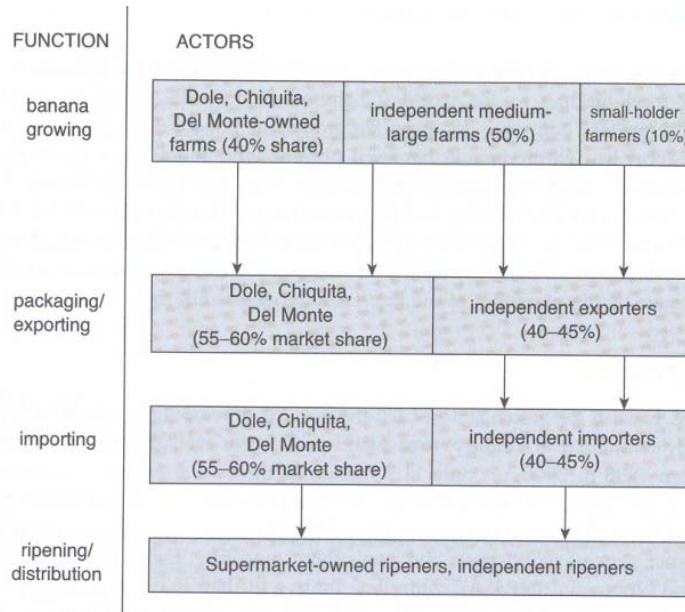 FUNCTION
ACTORS
banana
growing
Dole, Chiquita,
Del Monte-owned
farms (40% share)
independent medium-
large farms (50%)
small-holder
farmers (10%)
packaging/
exporting
Dole, Chiquita,
Del Monte
(55–60% market share)
independent exporters
(40–45%)
importing
Dole, Chiquita,
Del Monte
(55–60% market share)
independent importers
(40–45%)
ripening/
distribution
Supermarket-owned ripeners, independent ripeners